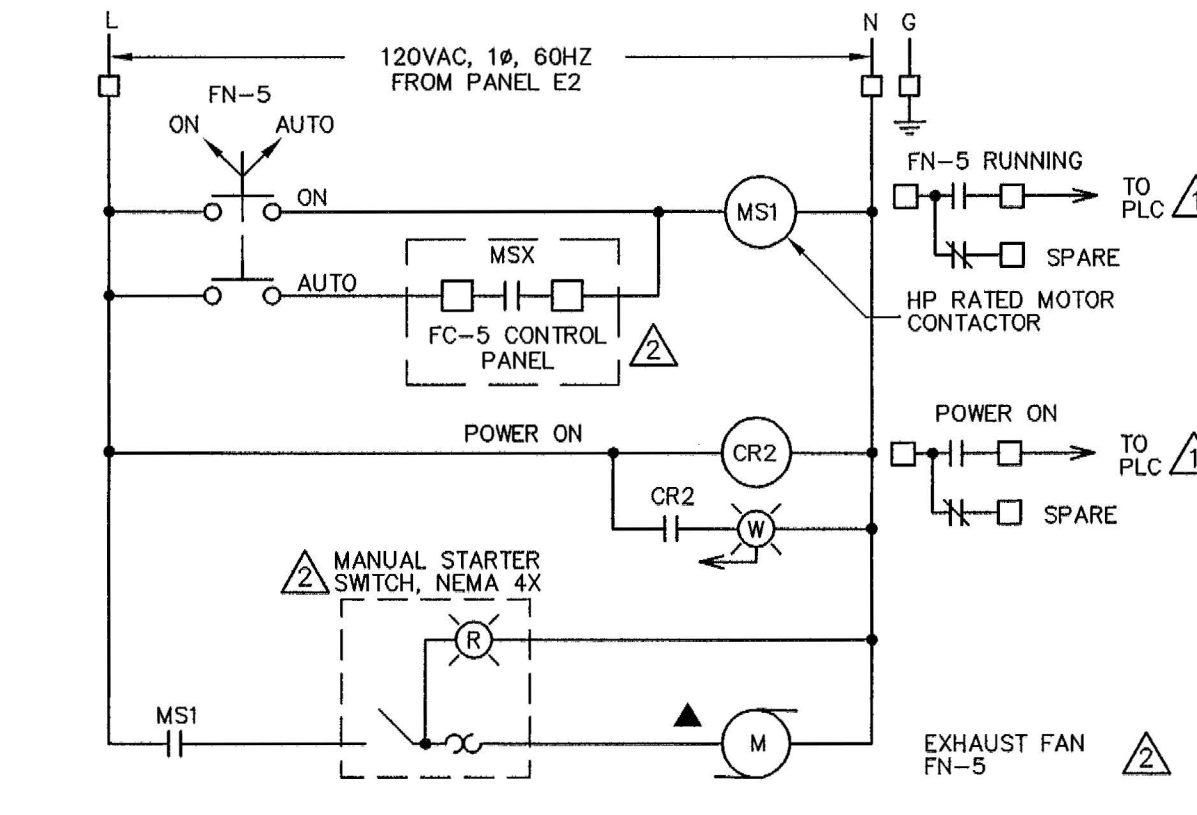 L
N G
120VAC, 1ø, 60HZ
FROM PANEL E2
FN-5
ON AUTO
ON
MS1
FN-5 RUNNING
TO
PLC 1
SPARE
AUTO
MSX
FC-5 CONTROL
PANEL
2
HP RATED MOTOR
CONTACTOR
POWER ON
CR2
POWER ON
TO
PLC 1
SPARE
CR2
W
2
MANUAL STARTER
SWITCH, NEMA 4X
R
MS1
M
EXHAUST FAN
FN-5
2